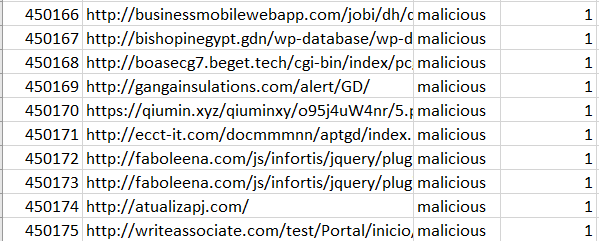 450166 http://businessmobilewebapp.com/jobi/dh/ malicious 1
450167 http://bishopinegypt.gdn/wp-database/wp-d malicious 1
450168 http://boasecg7.beget.tech/cgi-bin/index/pc malicious 1
450169 http://gangainsulations.com/alert/GD/ malicious 1
450170 https://qiumin.xyz/qiuminxy/o95j4uW4nr/5.p malicious 1
450171 http://ecct-it.com/docmmmnn/aptgd/index. malicious 1
450172 http://faboleena.com/js/infortis/jquery/plug malicious 1
450173 http://faboleena.com/js/infortis/jquery/plug malicious 1
450174 http://atualizapj.com/ malicious 1
450175 http://writeassociate.com/test/Portal/inicio/ malicious 1